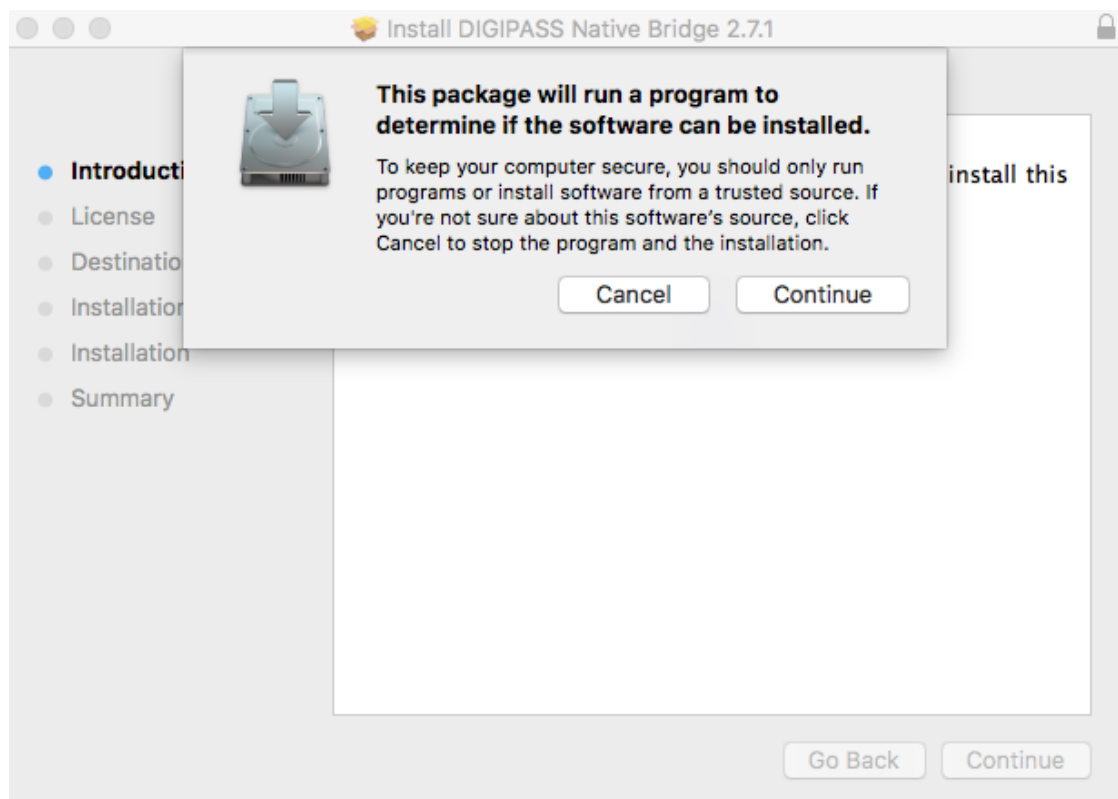 Install DIGIPASS Native Bridge 2.7.1
This package will run a program to
determine if the software can be installed.
To keep your computer secure, you should only run
programs or install software from a trusted source. If
you're not sure about this software's source, click
Cancel to stop the program and the installation.
Cancel
Continue
install this
Introducti
License
Destinatio
Installation
Installation
Summary
Go Back
Continue